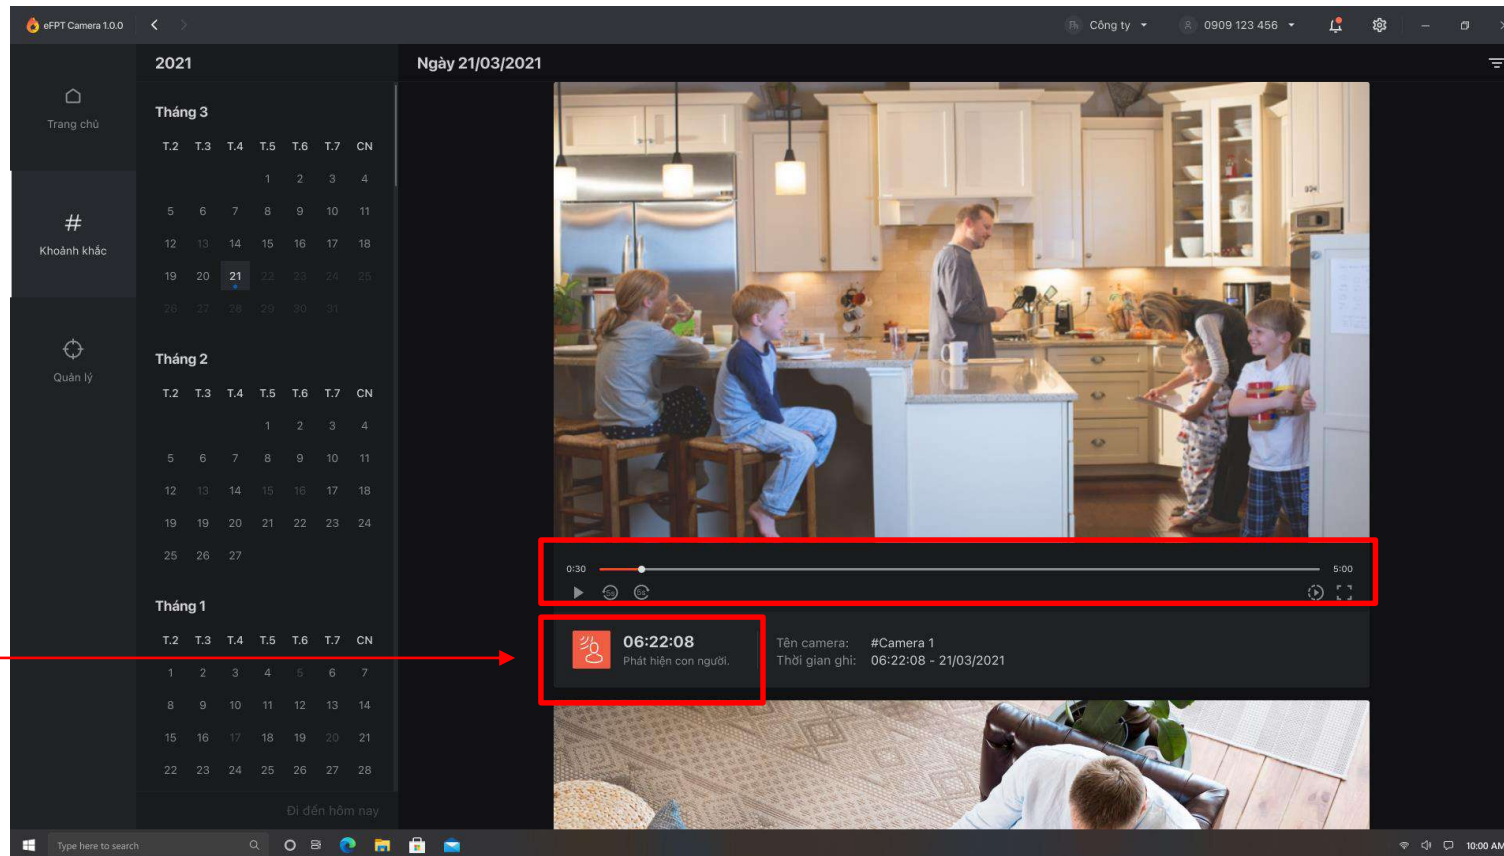 eFPT Camera 1.0.0
Công ty
0909 123 456
2021
Ngày 21/03/2021
Trang chủ
Khoảnh khắc
Quản lý
Tháng 3
T.2 T.3 T.4 T.5 T.6 T.7 CN
1 2 3 4
5 6 7 8 9 10 11
12 13 14 15 16 17 18
19 20 21 22 23 24 25
26 27 28 29 30 31
Tháng 2
T.2 T.3 T.4 T.5 T.6 T.7 CN
1 2 3 4
5 6 7 8 9 10 11
12 13 14 15 16 17 18
19 19 20 21 22 23 24
25 26 27
Tháng 1
T.2 T.3 T.4 T.5 T.6 T.7 CN
1 2 3 4 5 6 7
8 9 10 11 12 13 14
15 16 17 18 19 20 21
22 23 24 25 26 27 28
Đi đến hôm nay
0:30
5:00
5s
5s
06:22:08
Phát hiện con người.
Tên camera: #Camera 1
Thời gian ghi: 06:22:08 - 21/03/2021
Type here to search
10:00 AM